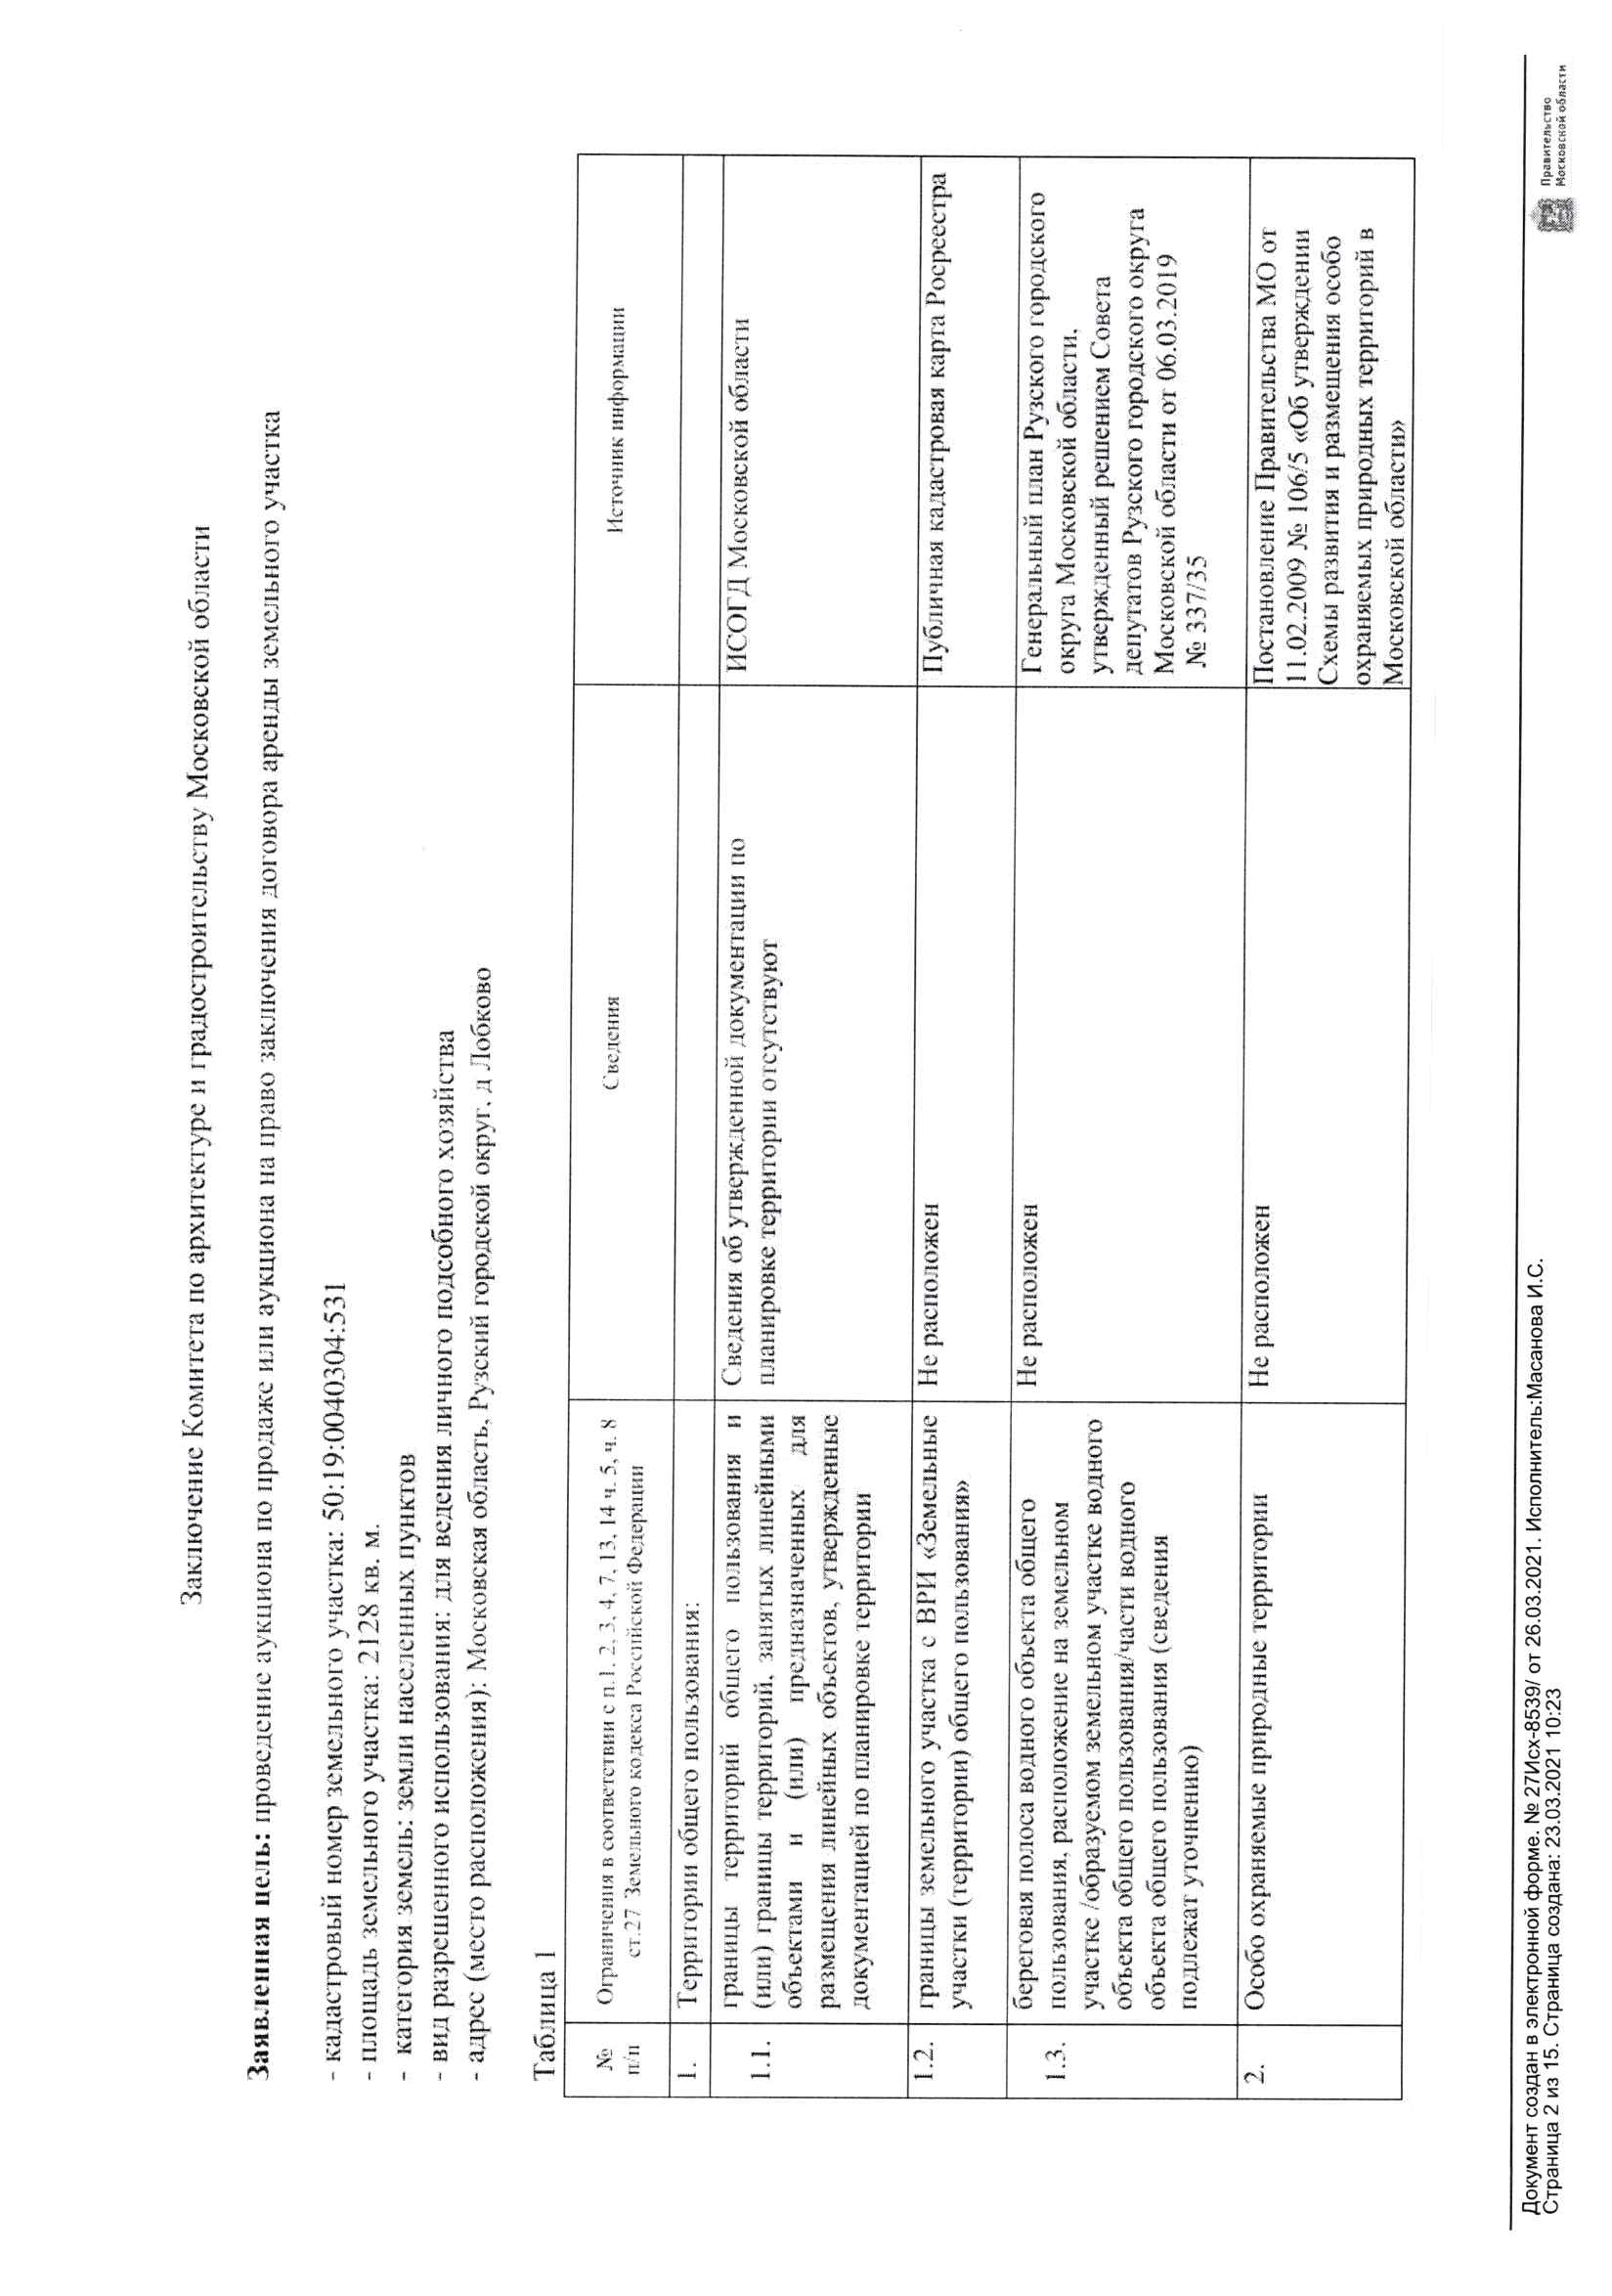 Заключение Комитета по архитектуре и градостроительству Московской области
Заявленная цель: проведение аукциона по продаже или аукциона на право заключения договора аренды земельного участка
- кадастровый номер земельного участка: 50:19:0040304:531
- площадь земельного участка: 2128 кв. м.
- категория земель: земли населенных пунктов
- вид разрешенного использования: для ведения личного подсобного хозяйства
- адрес (место расположения): Московская область, Рузский городской округ, д Лобково
Таблица 1
№
п/п
Ограничения в соответствии с п.1, 2, 3, 4, 7, 13, 14 ч. 5, ч. 8
ст.27 Земельного кодекса Российской Федерации
Сведения
Источник информации
1.
Территории общего пользования:
1.1.
границы территорий общего пользования и
(или) границы территорий, занятых линейными
объектами и (или) предназначенных для
размещения линейных объектов, утвержденные
документацией по планировке территории
Сведения об утвержденной документации по
планировке территории отсутствуют
ИСОГД Московской области
1.2.
границы земельного участка с ВРИ «Земельные
участки (территории) общего пользования»
Не расположен
Публичная кадастровая карта Росреестра
1.3.
береговая полоса водного объекта общего
пользования, расположение на земельном
участке /образуемом земельном участке водного
объекта общего пользования/части водного
объекта общего пользования (сведения
подлежат уточнению)
Не расположен
Генеральный план Рузского городского
округа Московской области,
утвержденный решением Совета
депутатов Рузского городского округа
Московской области от 06.03.2019
№ 337/35
2.
Особо охраняемые природные территории
Не расположен
Постановление Правительства МО от
11.02.2009 № 106/5 «Об утверждении
Схемы развития и размещения особо
охраняемых природных территорий в
Московской области»
Документ создан в электронной форме. № 27Исх-8539/ от 26.03.2021. Исполнитель:Масанова И.С.
Страница 2 из 15. Страница создана: 23.03.2021 10:23
Правительство
Московской области